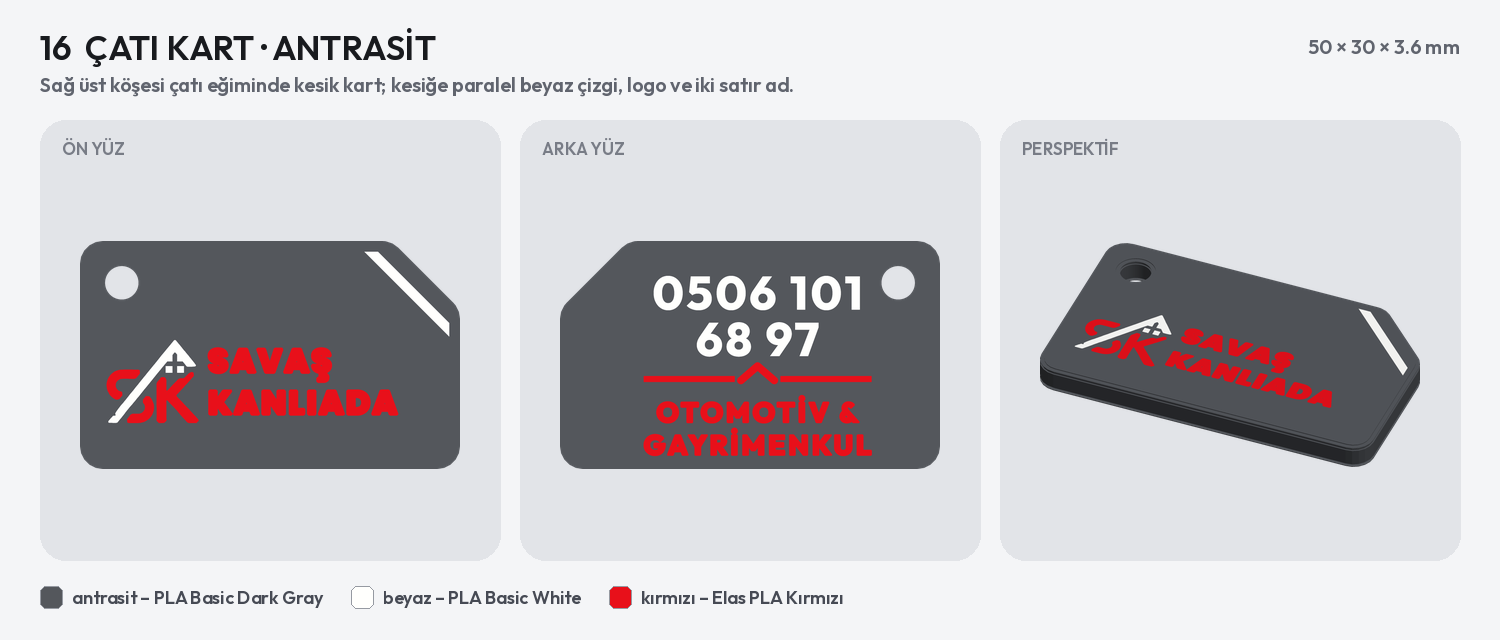 16 ÇATI KART · ANTRASİT
50 × 30 × 3.6 mm
Sağ üst köşesi çatı eğiminde kesik kart; kesiğe paralel beyaz çizgi, logo ve iki satır ad.
ÖN YÜZ
SK
SAVAŞ
KANLIADA
ARKA YÜZ
0506 101
68 97
OTOMOTİV &
GAYRİMENKUL
PERSPEKTİF
SK
SAVAŞ
KANLIADA
antrasit – PLA Basic Dark Gray
beyaz – PLA Basic White
kırmızı – Elas PLA Kırmızı